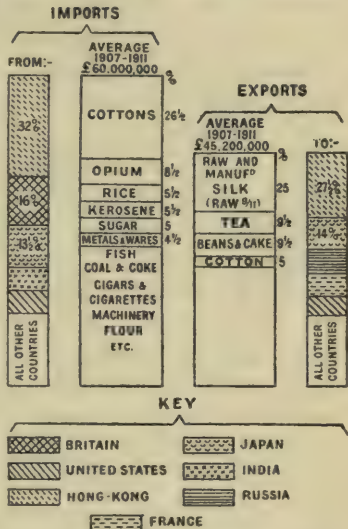 IMPORTS
FROM:-
AVERAGE
1907-1911
£60,000,000
%
32%
16%
13½%
ALL OTHER
COUNTRIES
COTTONS 26½
OPIUM 8½
RICE 5½
KEROSENE 5½
SUGAR 5
METALS & WARES 4½
FISH
COAL & COKE
CIGARS &
CIGARETTES
MACHINERY
FLOUR
ETC.
EXPORTS
AVERAGE
1907-1911
£45,200,000
%
TO:-
RAW AND
MANUFD
SILK 25
TEA 9½
BEANS & CAKE 9½
COTTON 5
27½%
14%
ALL OTHER
COUNTRIES
KEY
BRITAIN
JAPAN
UNITED STATES
INDIA
HONG-KONG
RUSSIA
FRANCE